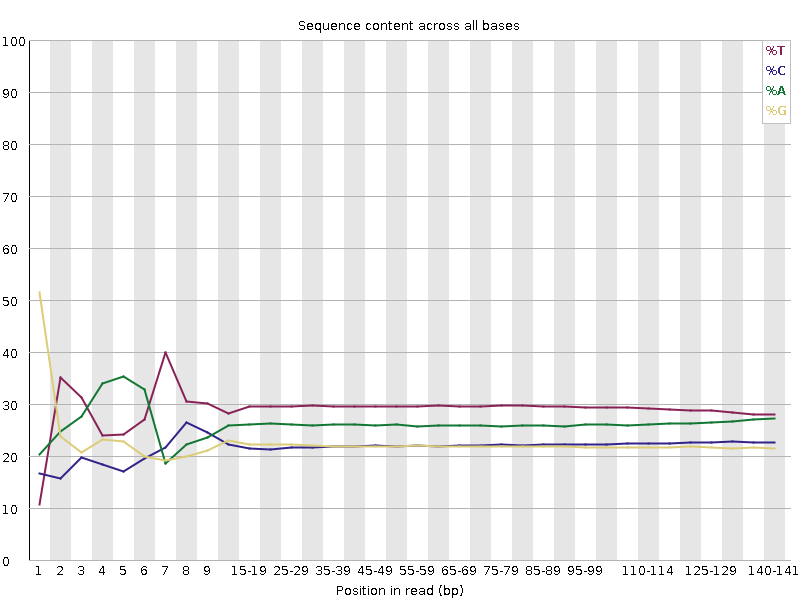 Sequence content across all bases
100
90
80
70
60
50
40
30
20
10
0
%T
%C
%A
%G
1 2 3 4 5 6 7 8 9 15-19 25-29 35-39 45-49 55-59 65-69 75-79 85-89 95-99 110-114 125-129 140-141
Position in read (bp)